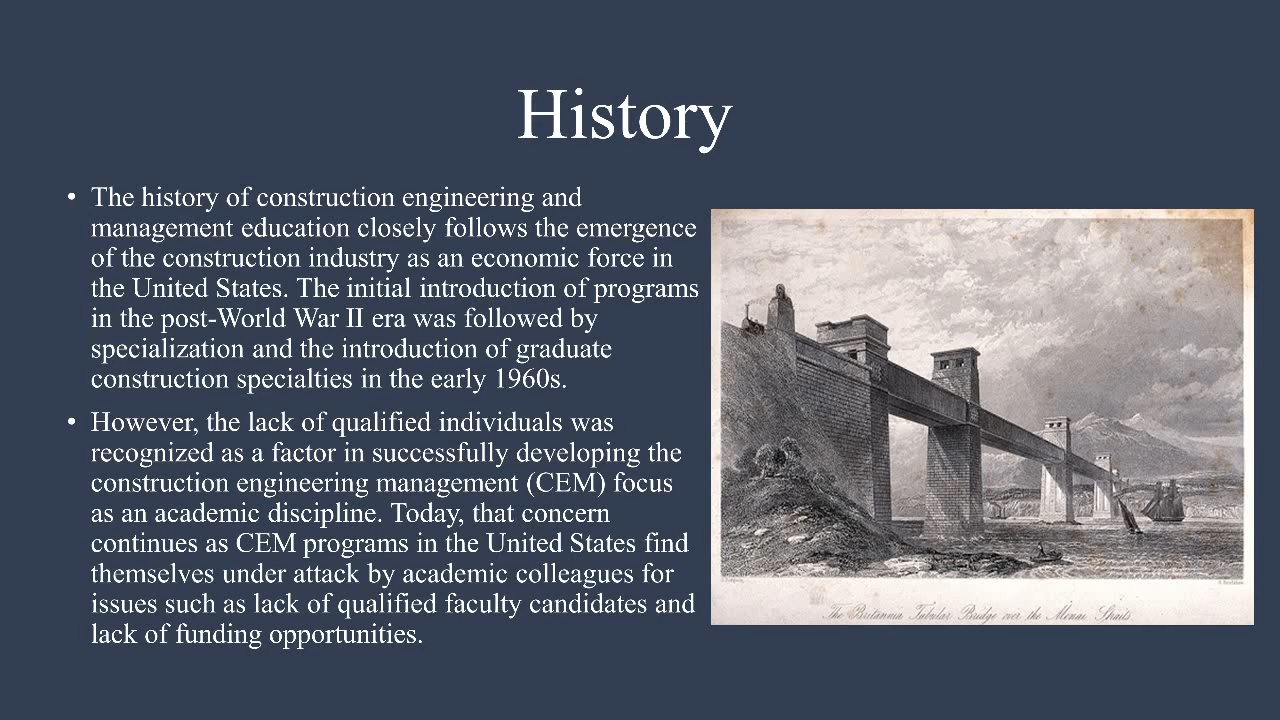 History
• The history of construction engineering and
management education closely follows the emergence
of the construction industry as an economic force in
the United States. The initial introduction of programs
in the post-World War II era was followed by
specialization and the introduction of graduate
construction specialties in the early 1960s.
• However, the lack of qualified individuals was
recognized as a factor in successfully developing the
construction engineering management (CEM) focus
as an academic discipline. Today, that concern
continues as CEM programs in the United States find
themselves under attack by academic colleagues for
issues such as lack of qualified faculty candidates and
lack of funding opportunities.
The Britannia Tubular Bridge over the Menai Straits.